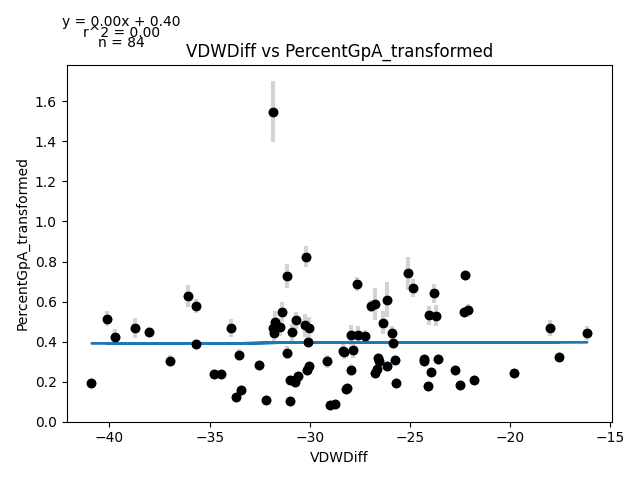 y = 0.00x + 0.40
r^2 = 0.00
n = 84
VDWDiff vs PercentGpA_transformed
PercentGpA_transformed
1.6
1.4
1.2
1.0
0.8
0.6
0.4
0.2
0.0
−40 −35 −30 −25 −20 −15
VDWDiff